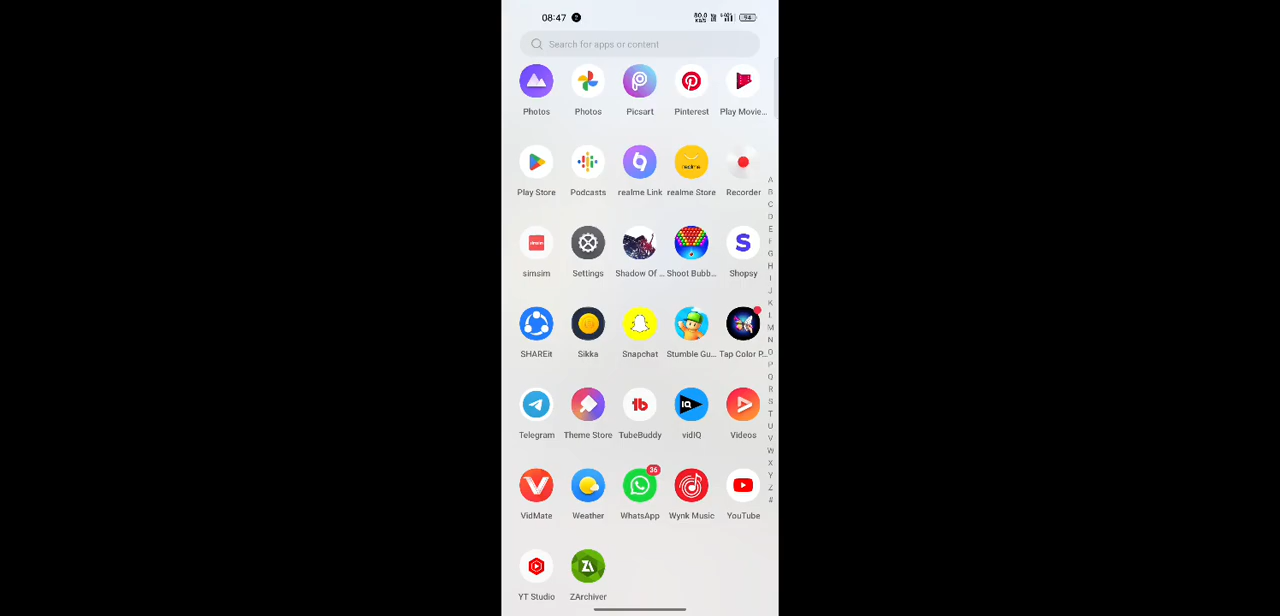 08:47
94
Search for apps or content
Photos Photos Picsart Pinterest Play Movie...
Play Store Podcasts realme Link realme Store Recorder
simsim Settings Shadow Of ... Shoot Bubb... Shopsy
SHAREit Sikka Snapchat Stumble Gu... Tap Color P...
Telegram Theme Store TubeBuddy vidIQ Videos
36
VidMate Weather WhatsApp Wynk Music YouTube
YT Studio ZArchiver
A
B
C
D
E
F
G
H
I
J
K
L
M
N
O
P
Q
R
S
T
U
V
W
X
Y
Z
#